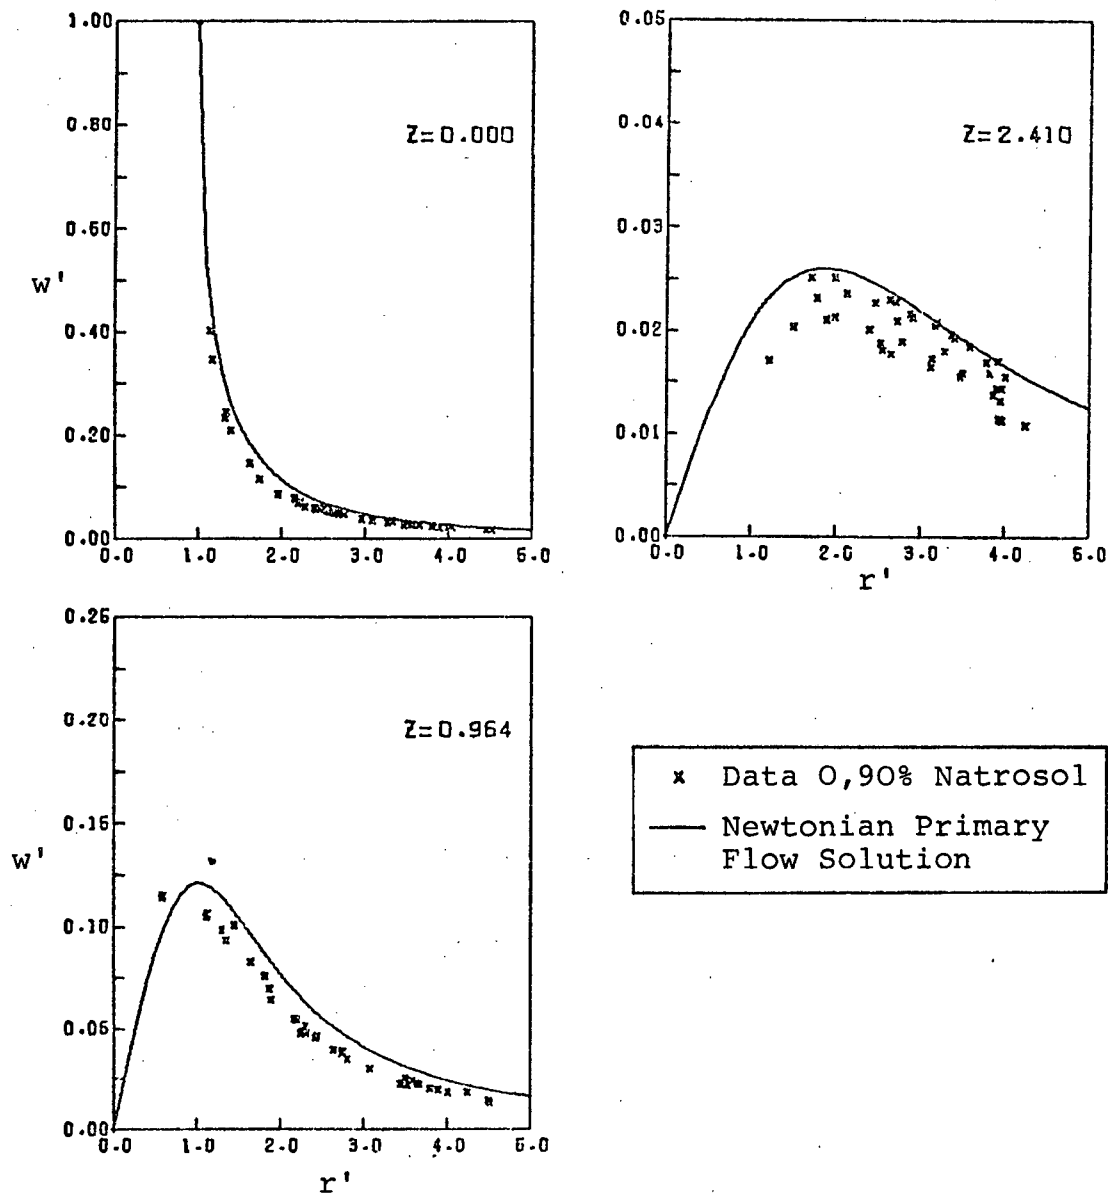 1.00
0.80
0.60
0.40
0.20
0.00
w'
Z=0.000
0.0 1.0 2.0 3.0 4.0 5.0
0.05
0.04
0.03
0.02
0.01
0.00
Z=2.410
0.0 1.0 2.0 3.0 4.0 5.0
r'
0.25
0.20
0.15
0.10
0.05
0.00
w'
Z=0.964
0.0 1.0 2.0 3.0 4.0 5.0
r'
x Data 0,90% Natrosol
Newtonian Primary
Flow Solution